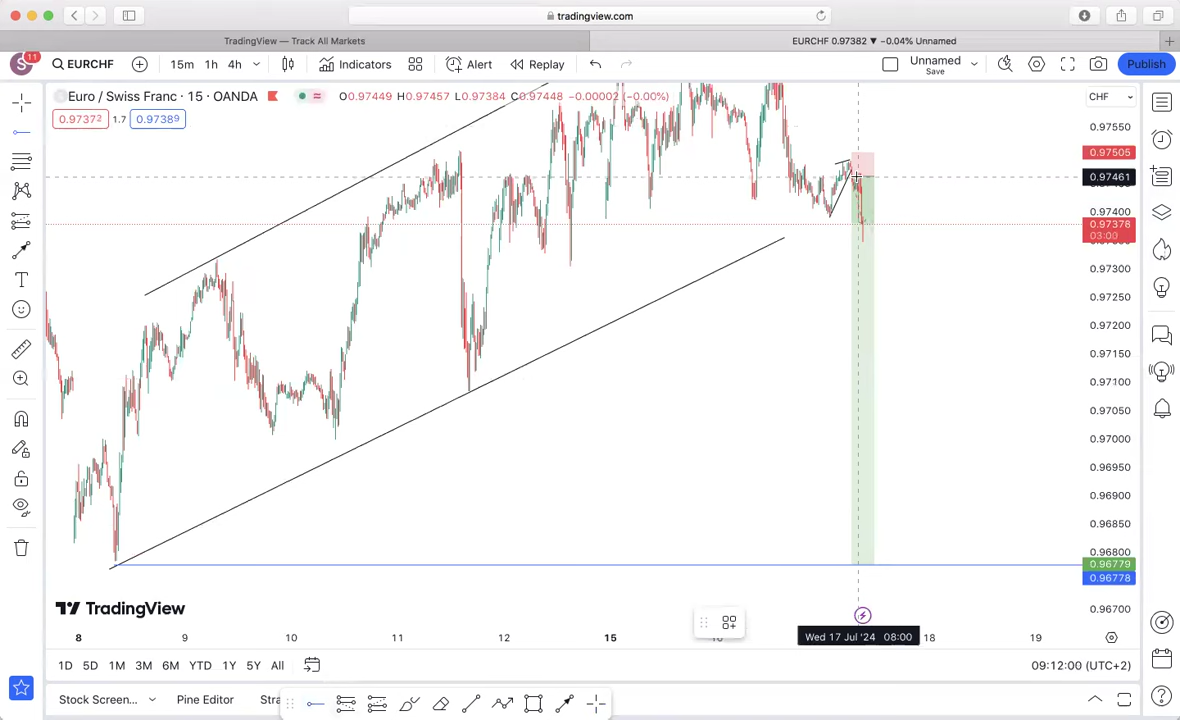 tradingview.com
TradingView — Track All Markets
EURCHF 0.97382 ▼ −0.04% Unnamed
S 11
EURCHF
15m 1h 4h
Indicators
Alert
Replay
Unnamed
Save
Publish
Euro / Swiss Franc · 15 · OANDA
O0.97449 H0.97457 L0.97384 C0.97448 −0.00002 (−0.00%)
CHF
0.97372 1.7 0.97389
0.97550
0.97505
0.97461
0.97400
0.97378
03:00
0.97300
0.97250
0.97200
0.97150
0.97100
0.97050
0.97000
0.96950
0.96900
0.96850
0.96800
0.96779
0.96778
0.96700
TradingView
8 9 10 11 12 15 18 19
Wed 17 Jul '24 08:00
1D 5D 1M 3M 6M YTD 1Y 5Y All
09:12:00 (UTC+2)
Stock Screen... Pine Editor Stra